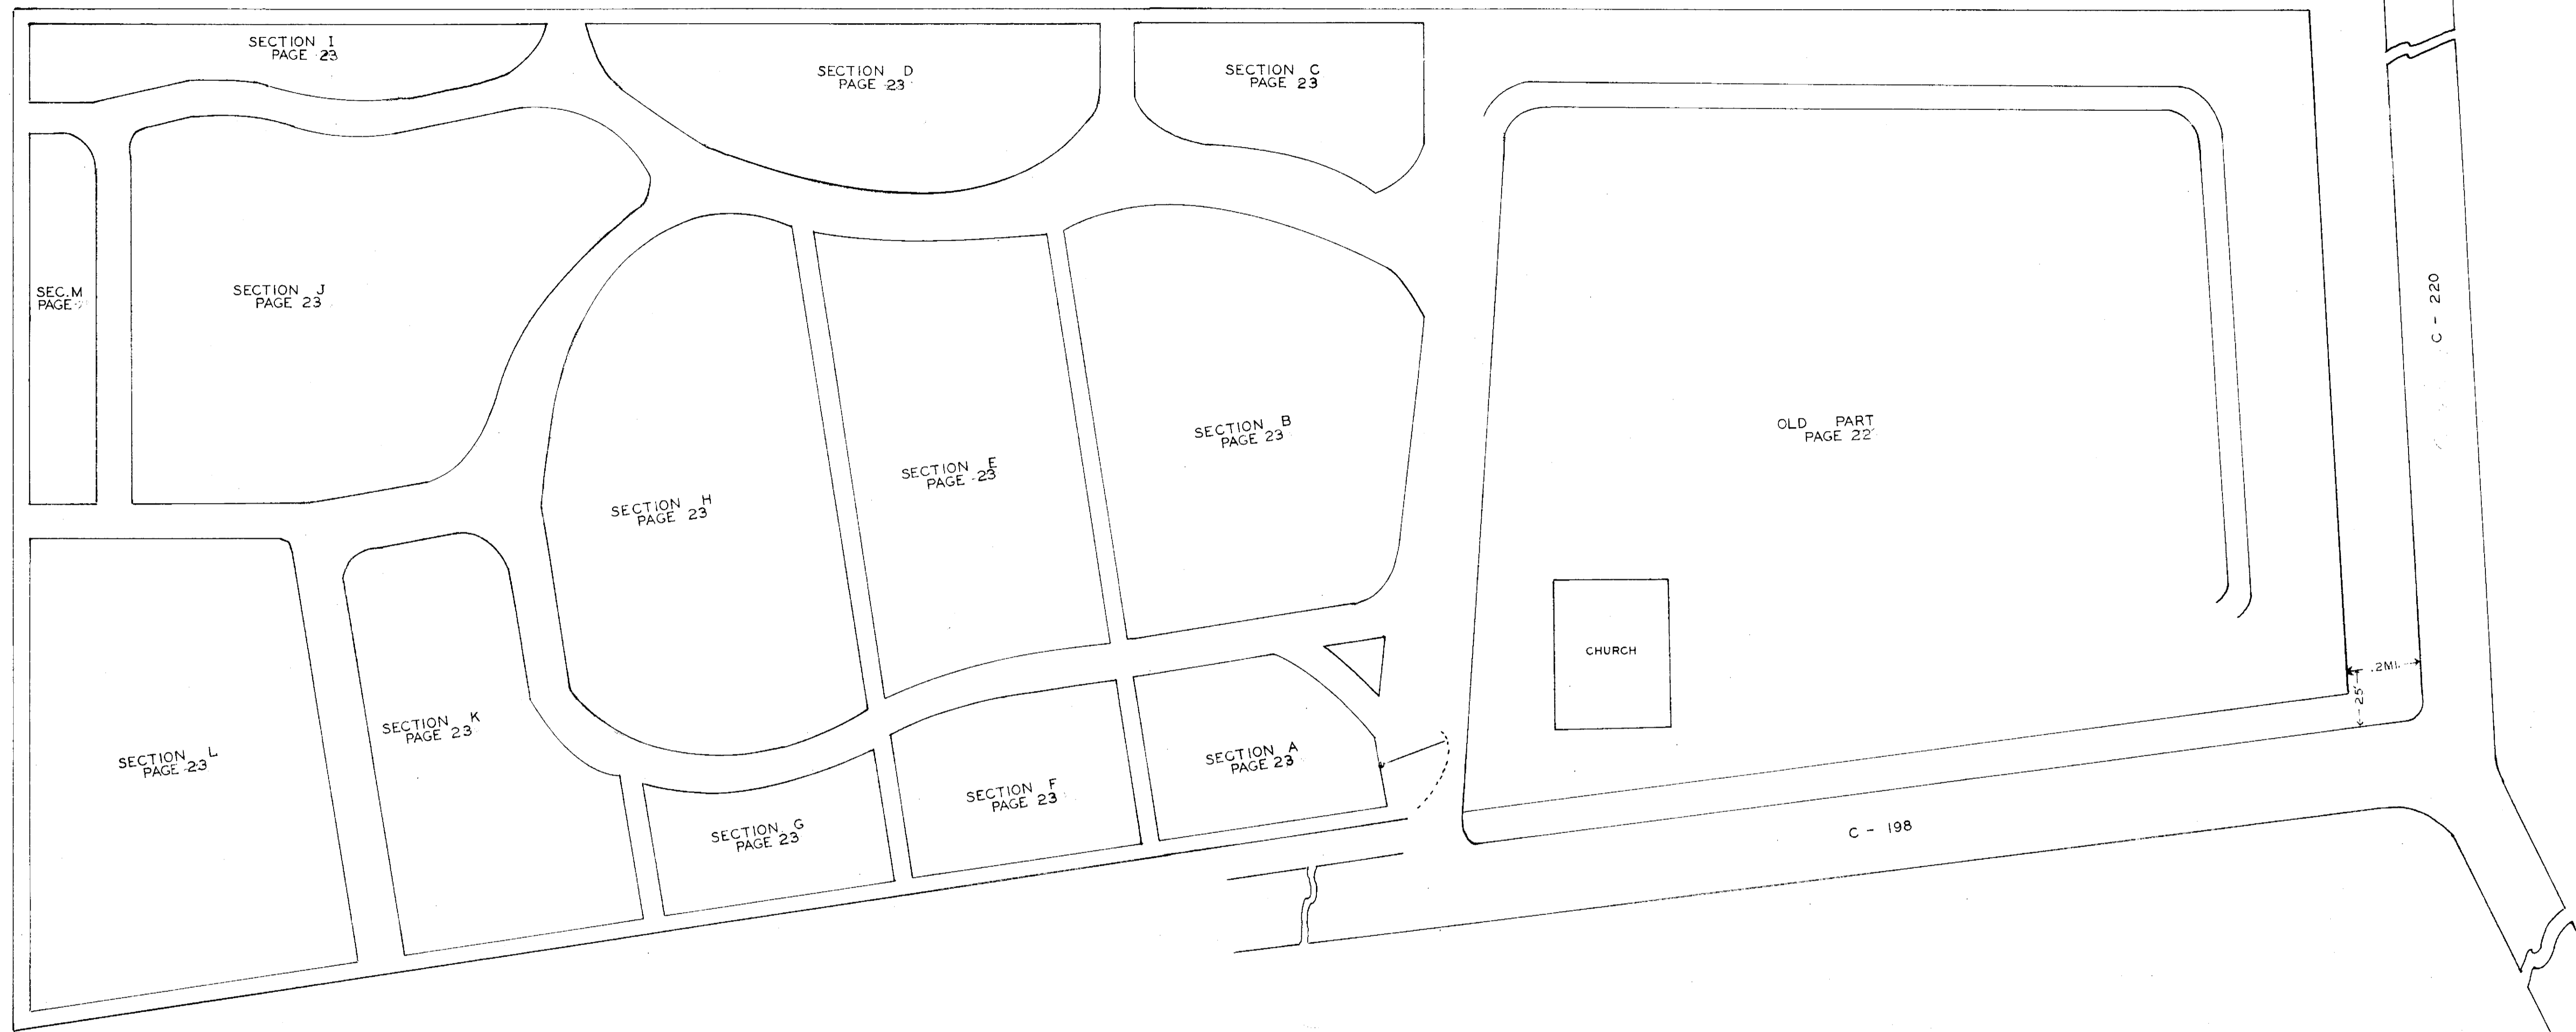 SECTION I
PAGE 23
SECTION D
PAGE 23
SECTION C
PAGE 23
SEC. M
PAGE
SECTION J
PAGE 23
C - 220
OLD PART
PAGE 22
SECTION B
PAGE 23
SECTION E
PAGE 23
SECTION H
PAGE 23
CHURCH
.2MI.
25'
SECTION K
PAGE 23
SECTION L
PAGE 23
SECTION A
PAGE 23
SECTION F
PAGE 23
SECTION G
PAGE 23
C - 198